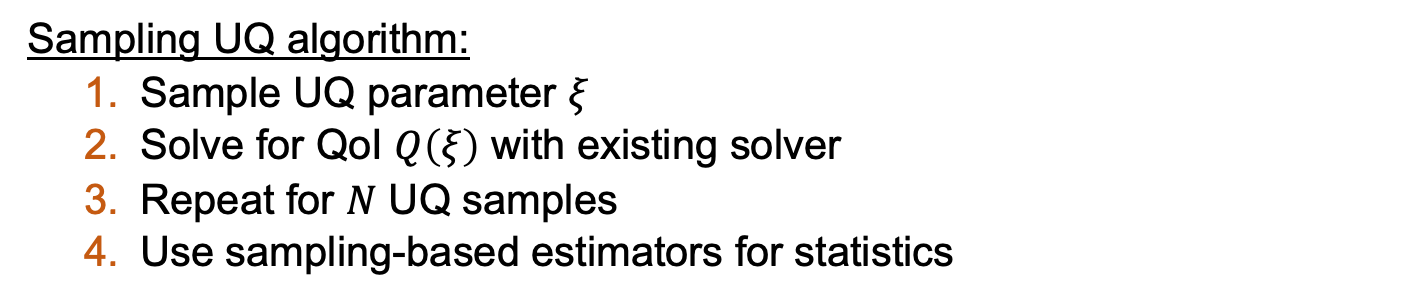 Sampling UQ algorithm:
1. Sample UQ parameter ξ
2. Solve for QoI Q(ξ) with existing solver
3. Repeat for N UQ samples
4. Use sampling-based estimators for statistics